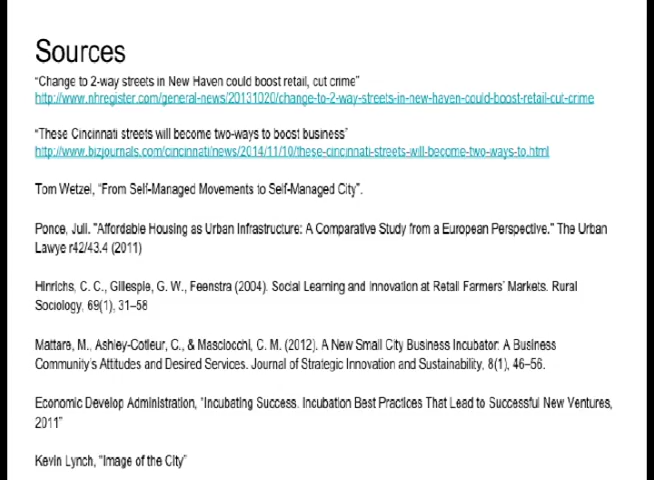 Sources
“Change to 2-way streets in New Haven could boost retail, cut crime”
http://www.nhregister.com/general-news/20131020/change-to-2-way-streets-in-new-haven-could-boost-retail-cut-crime
“These Cincinnati streets will become two-ways to boost business”
http://www.bizjournals.com/cincinnati/news/2014/11/10/these-cincinnati-streets-will-become-two-ways-to.html
Tom Wetzel, “From Self-Managed Movements to Self-Managed City”.
Ponce, Juli. "Affordable Housing as Urban Infrastructure: A Comparative Study from a European Perspective." The Urban
Lawye r42/43.4 (2011)
Hinrichs, C. C., Gillespie, G. W., Feenstra (2004). Social Learning and Innovation at Retail Farmers’ Markets. Rural
Sociology, 69(1), 31–58
Mattare, M., Ashley-Cotleur, C., & Masciocchi, C. M. (2012). A New Small City Business Incubator: A Business
Community’s Attitudes and Desired Services. Journal of Strategic Innovation and Sustainability, 8(1), 46–56.
Economic Develop Administration, “Incubating Success. Incubation Best Practices That Lead to Successful New Ventures,
2011”
Kevin Lynch, “Image of the City”